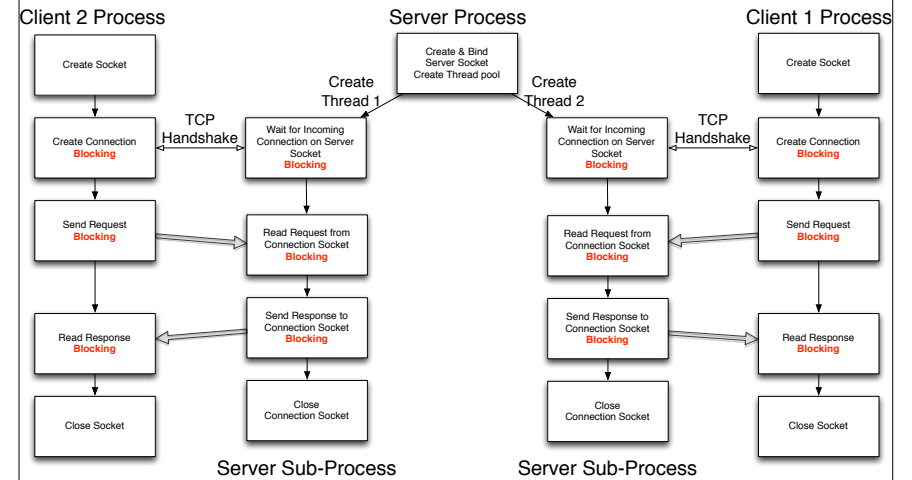 Client 2 Process
Server Process
Client 1 Process
Create Socket
Create & Bind
Server Socket
Create Thread pool
Create Socket
Create
Thread 1
Create
Thread 2
Create Connection
Blocking
TCP
Handshake
Wait for Incoming
Connection on Server
Socket
Blocking
Wait for Incoming
Connection on Server
Socket
Blocking
TCP
Handshake
Create Connection
Blocking
Send Request
Blocking
Read Request from
Connection Socket
Blocking
Read Request from
Connection Socket
Blocking
Send Request
Blocking
Read Response
Blocking
Send Response to
Connection Socket
Blocking
Send Response to
Connection Socket
Blocking
Read Response
Blocking
Close Socket
Close
Connection Socket
Close
Connection Socket
Close Socket
Server Sub-Process
Server Sub-Process